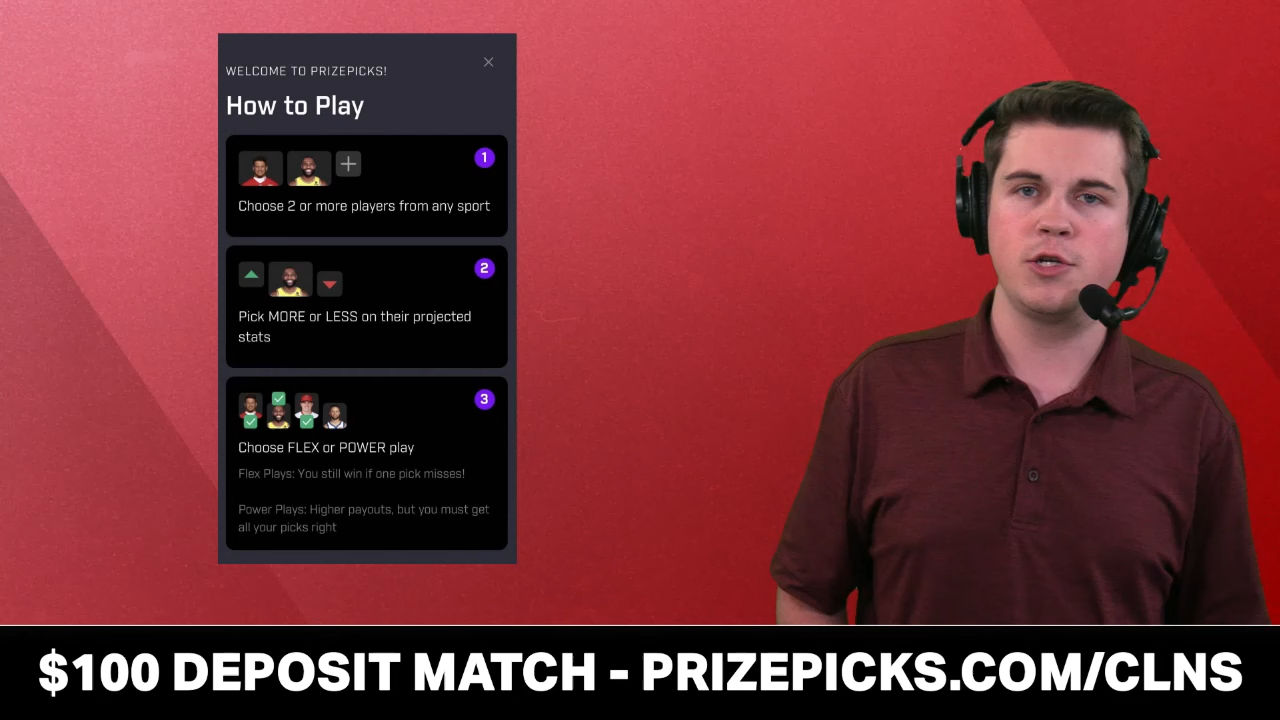 WELCOME TO PRIZEPICKS!
How to Play
1
Choose 2 or more players from any sport
2
Pick MORE or LESS on their projected
stats
3
Choose FLEX or POWER play
Flex Plays: You still win if one pick misses!
Power Plays: Higher payouts, but you must get
all your picks right
$100 DEPOSIT MATCH - PRIZEPICKS.COM/CLNS